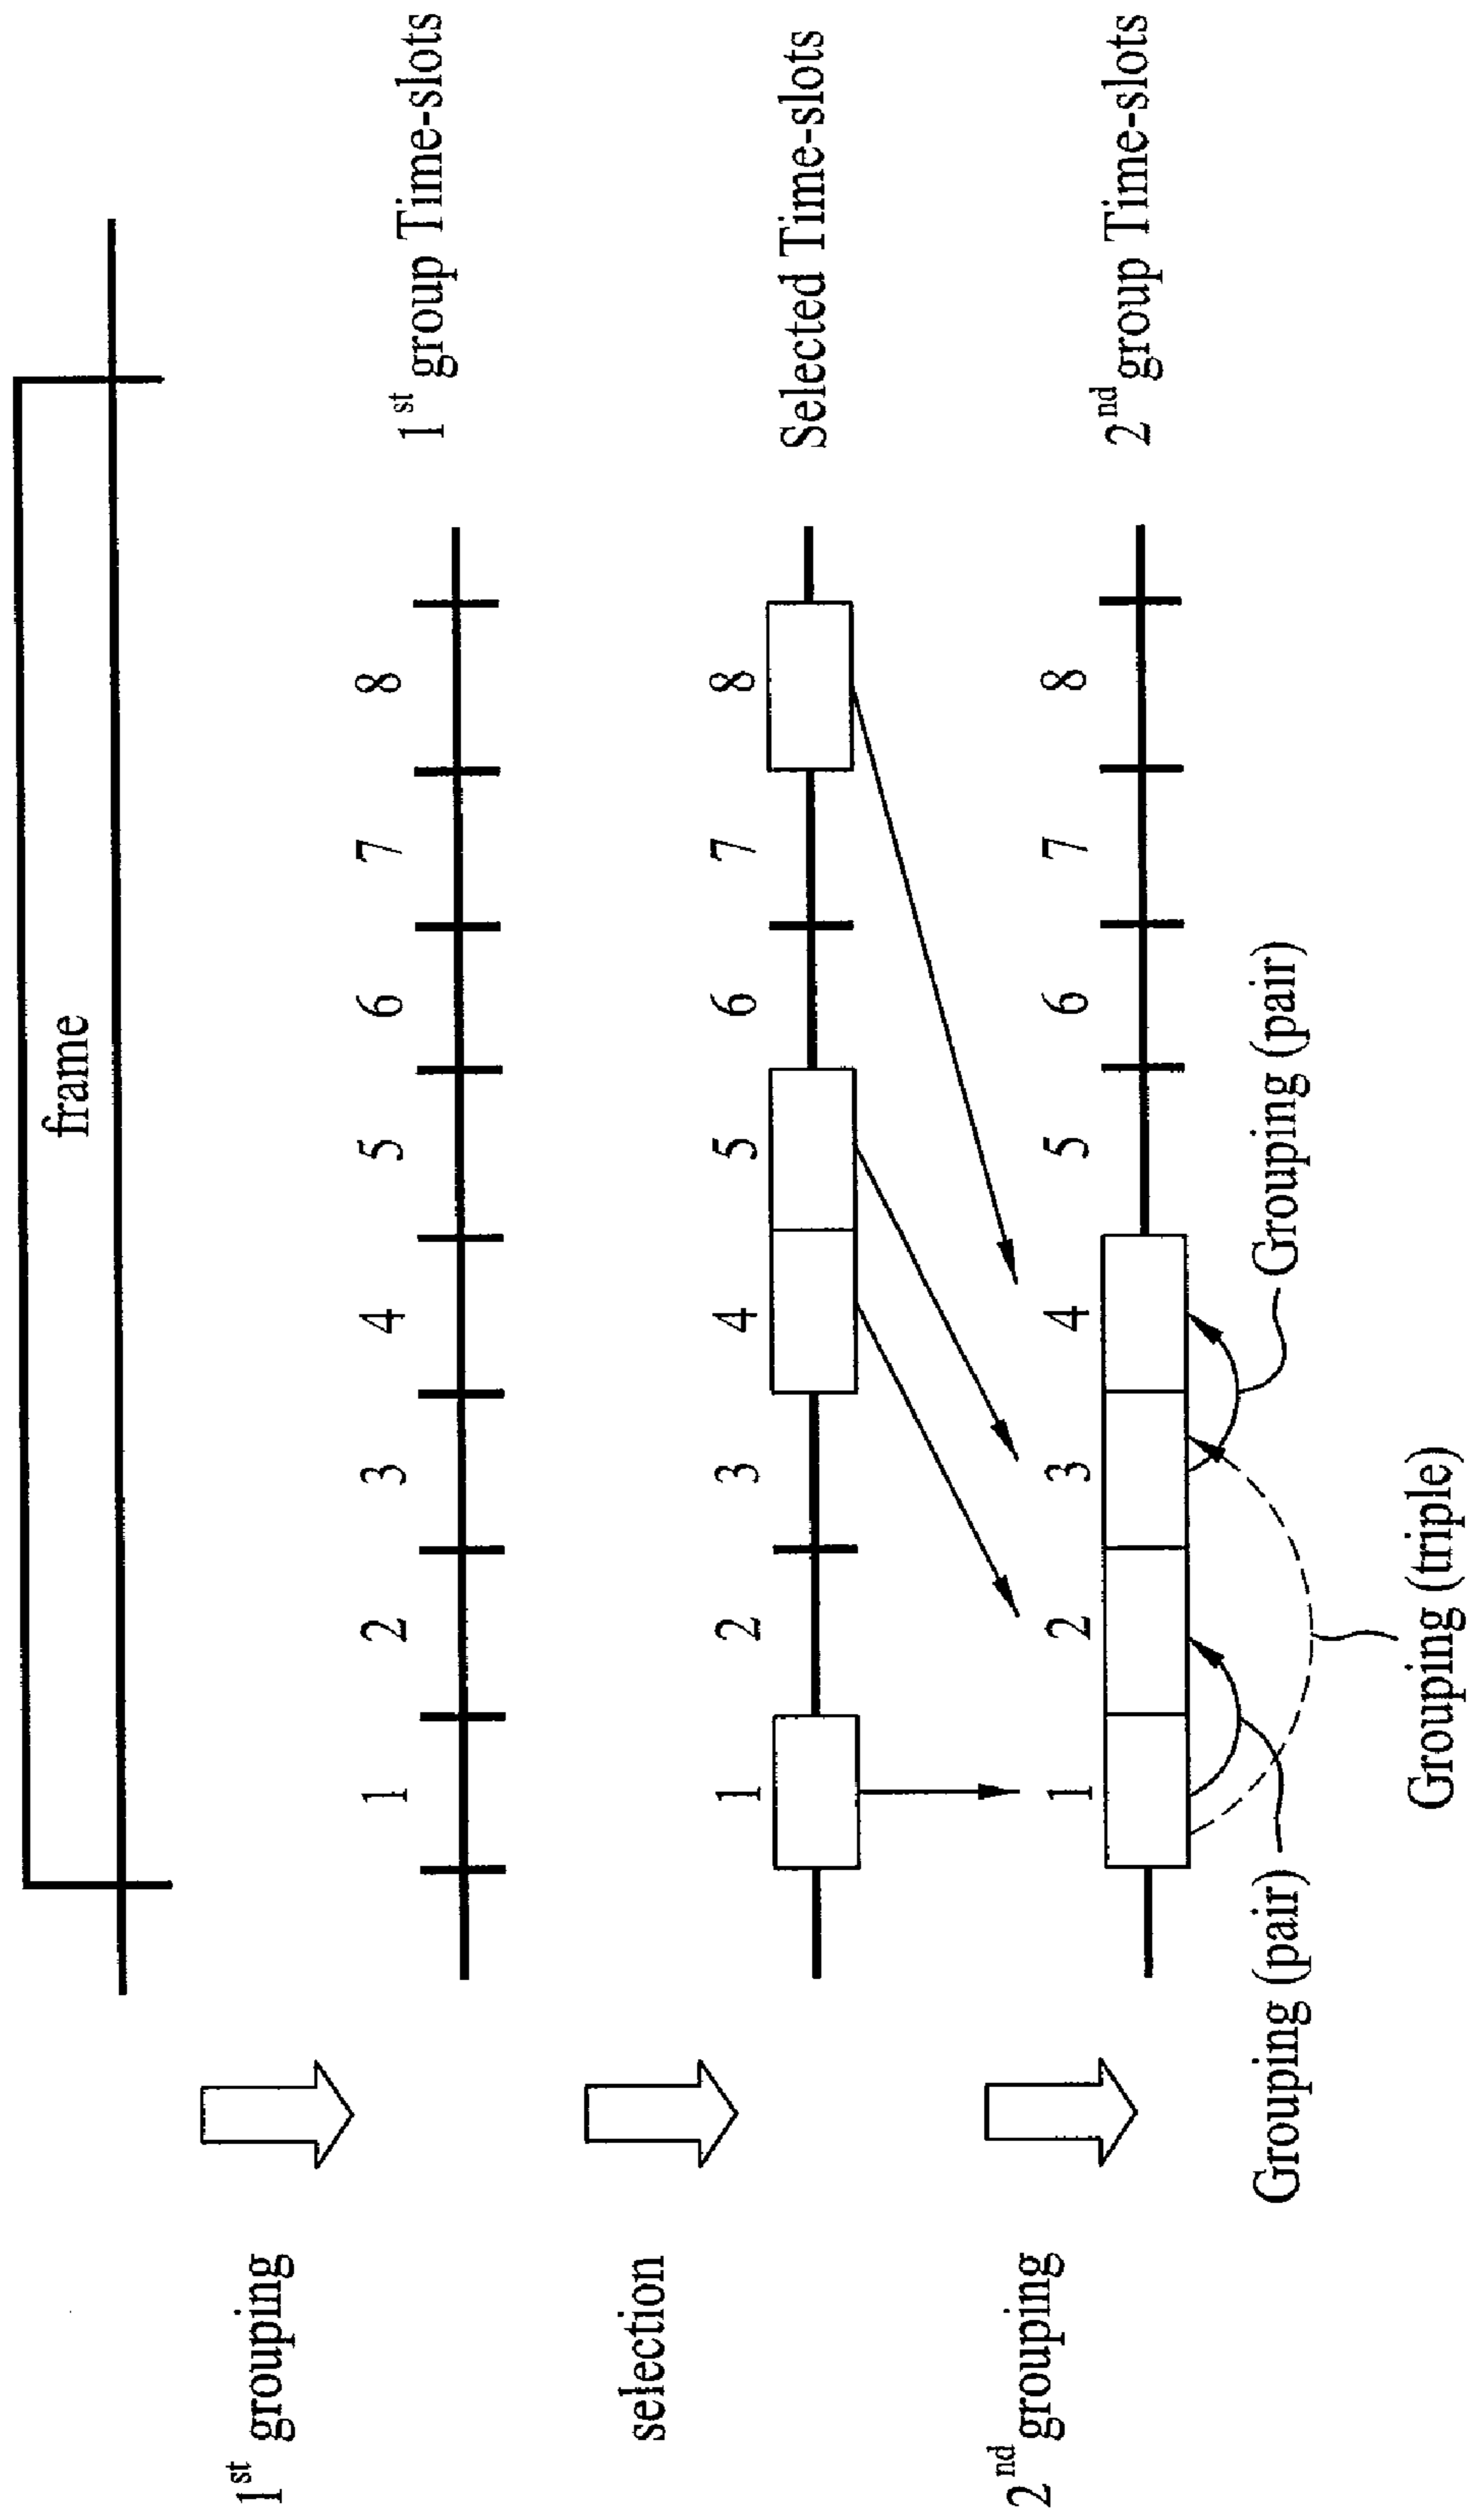 frame
1st grouping
1 2 3 4 5 6 7 8
1st group Time-slots
selection
1 2 3 4 5 6 7 8
Selected Time-slots
2nd grouping
1 2 3 4 5 6 7 8
2nd group Time-slots
Grouping (pair)
Grouping (pair)
Grouping (triple)